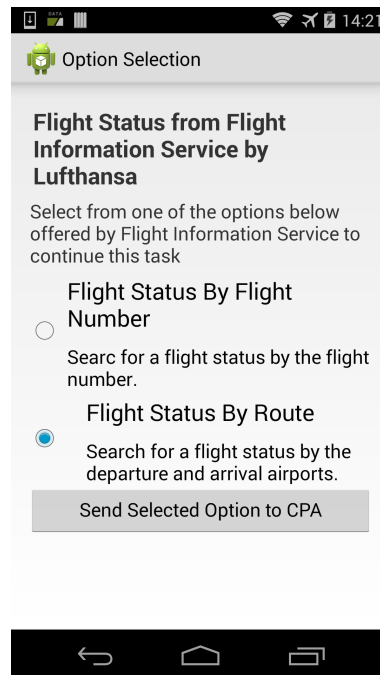 DATA
14:21
Option Selection
Flight Status from Flight
Information Service by
Lufthansa
Select from one of the options below
offered by Flight Information Service to
continue this task
Flight Status By Flight
Number
Searc for a flight status by the flight
number.
Flight Status By Route
Search for a flight status by the
departure and arrival airports.
Send Selected Option to CPA